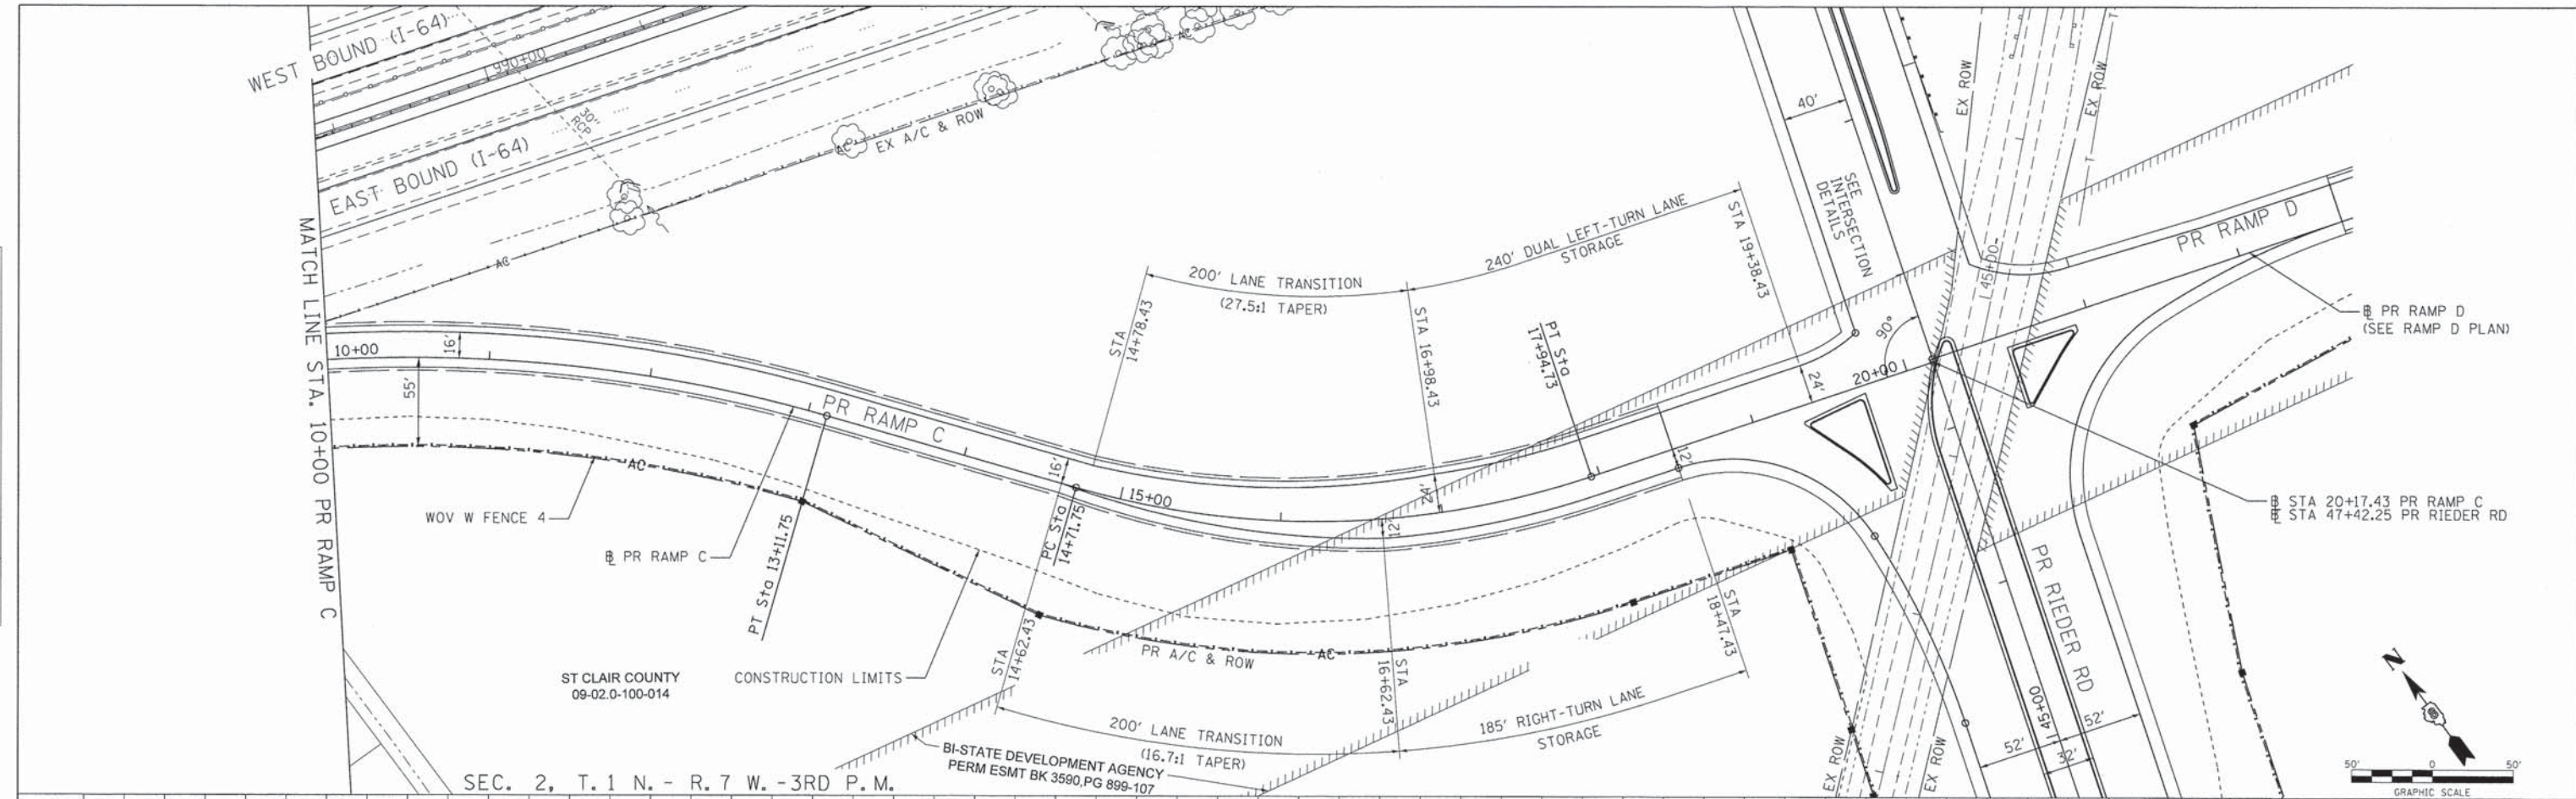 WEST BOUND (I-64)
990+00
30" RCP
EAST BOUND (I-64)
AC
AC
EX A/C & ROW
AC
MATCH LINE STA. 10+00 PR RAMP C
10+00
16'
55'
WOV W FENCE 4
AC
℄ PR RAMP C
PR RAMP C
PT Sta 13+11.75
ST CLAIR COUNTY
09-02.0-100-014
CONSTRUCTION LIMITS
SEC. 2, T. 1 N. - R. 7 W. -3RD P. M.
STA
14+78.43
200' LANE TRANSITION
(27.5:1 TAPER)
240' DUAL LEFT-TURN LANE
STORAGE
STA 16+98.43
STA 19+38.43
PT Sta
17+94.73
16'
15+00
PC Sta
14+71.75
24'
12'
12'
STA
14+62.43
PR A/C & ROW
AC
STA
16+62.43
STA
18+47.43
200' LANE TRANSITION
(16.7:1 TAPER)
185' RIGHT-TURN LANE
STORAGE
BI-STATE DEVELOPMENT AGENCY
PERM ESMT BK 3590,PG 899-107
40'
SEE
INTERSECTION
DETAILS
90°
24'
20+00
EX ROW
EX ROW
T
T
45+00
PR RAMP D
℄ PR RAMP D
(SEE RAMP D PLAN)
STA 20+17.43 PR RAMP C
STA 47+42.25 PR RIEDER RD
PR RIEDER RD
45+00
52'
52'
32'
EX ROW
EX ROW
N
50' 0 50'
GRAPHIC SCALE